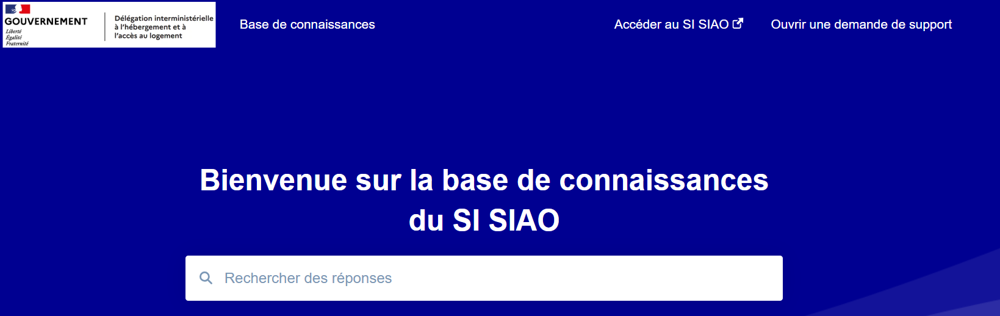 GOUVERNEMENT
Liberté
Égalité
Fraternité
Délégation interministérielle
à l'hébergement et à
l'accès au logement
Base de connaissances
Accéder au SI SIAO
Ouvrir une demande de support
Bienvenue sur la base de connaissances
du SI SIAO
Rechercher des réponses